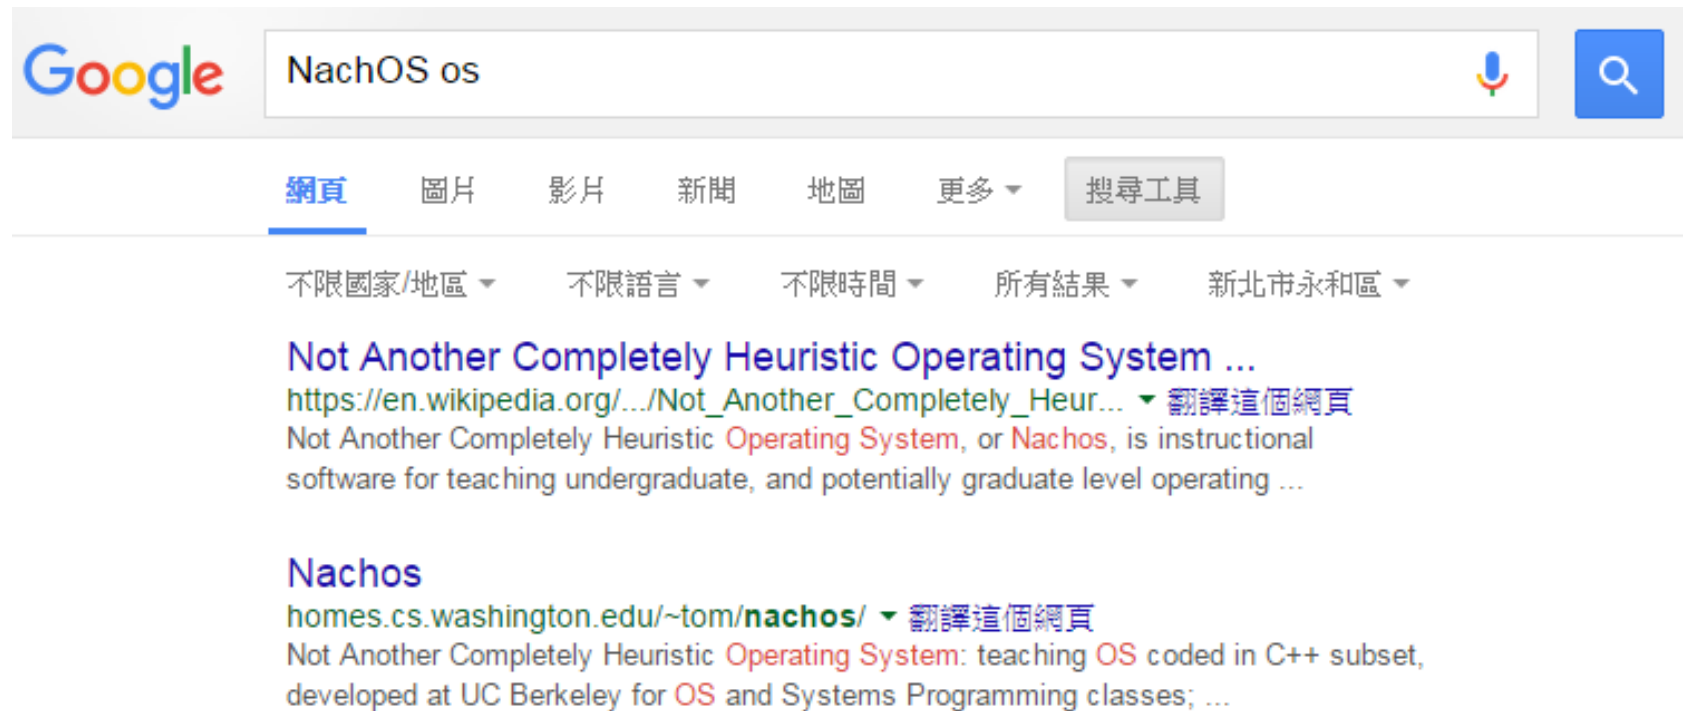 Google NachOS os
網頁 圖片 影片 新聞 地圖 更多 搜尋工具
不限國家/地區 不限語言 不限時間 所有結果 新北市永和區
Not Another Completely Heuristic Operating System ...
https://en.wikipedia.org/.../Not_Another_Completely_Heur... 翻譯這個網頁
Not Another Completely Heuristic Operating System, or Nachos, is instructional
software for teaching undergraduate, and potentially graduate level operating ...
Nachos
homes.cs.washington.edu/~tom/nachos/ 翻譯這個網頁
Not Another Completely Heuristic Operating System: teaching OS coded in C++ subset,
developed at UC Berkeley for OS and Systems Programming classes; ...